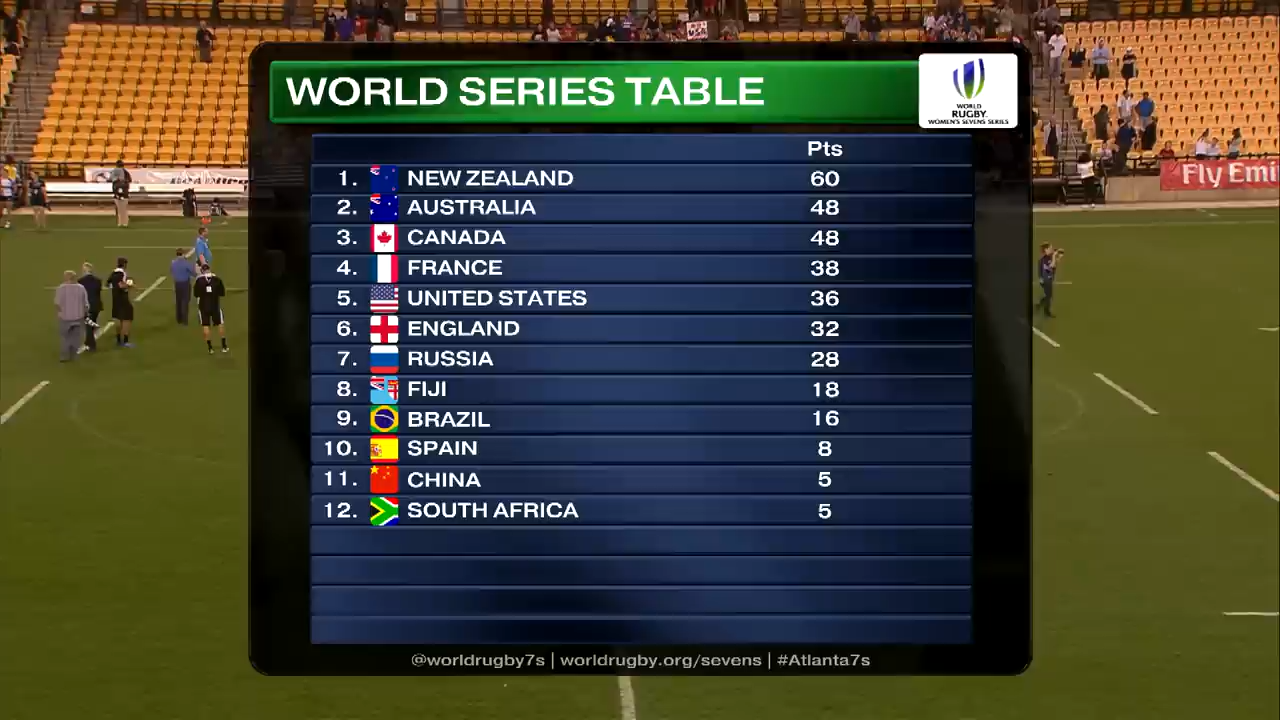 WORLD SERIES TABLE
WORLD
RUGBY
WOMEN'S SEVENS SERIES
Pts
1. NEW ZEALAND 60
2. AUSTRALIA 48
3. CANADA 48
4. FRANCE 38
5. UNITED STATES 36
6. ENGLAND 32
7. RUSSIA 28
8. FIJI 18
9. BRAZIL 16
10. SPAIN 8
11. CHINA 5
12. SOUTH AFRICA 5
Fly Emi
@worldrugby7s | worldrugby.org/sevens | #Atlanta7s